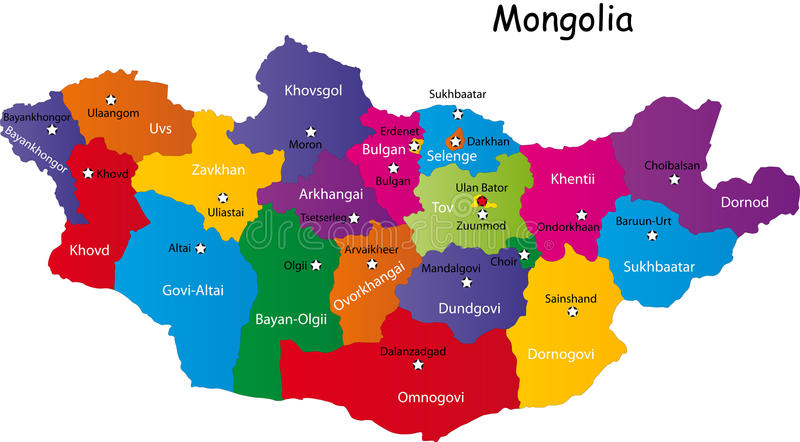 Mongolia
Khovsgol
Sukhbaatar
Ulaangom
Bayankhongor
Bayankhongor
Uvs
Moron
Erdenet
Bulgan
Darkhan
Selenge
Khovd
Zavkhan
Bulgan
Khentii
Choibalsan
Arkhangai
Ulan Bator
Uliastai
Tov
Dornod
Tsetserleg
Zuunmod
Ondorkhaan
Baruun-Urt
Khovd
Altai
Arvaikheer
Olgii
Choir
Mandalgovi
Sukhbaatar
Govi-Altai
Ovorkhangai
Sainshand
Dundgovi
Bayan-Olgii
Dalanzadgad
Dornogovi
Omnogovi
dreamstime